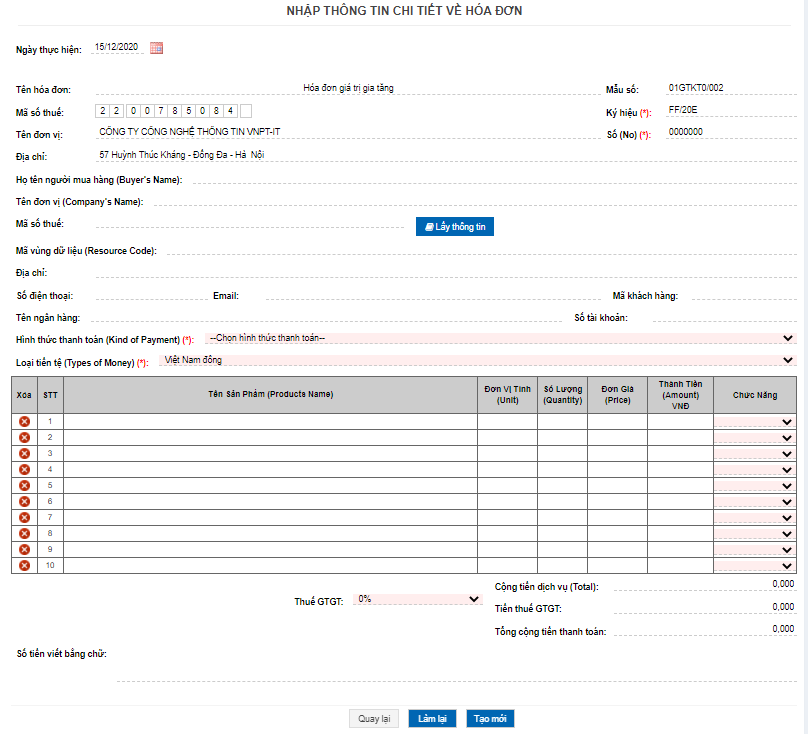 NHẬP THÔNG TIN CHI TIẾT VỀ HÓA ĐƠN
Ngày thực hiện: 15/12/2020
Tên hóa đơn: Hóa đơn giá trị gia tăng Mẫu số: 01GTKT0/002
Mã số thuế: 2 2 0 0 7 8 5 0 8 4 Ký hiệu (*): FF/20E
Tên đơn vị: CÔNG TY CÔNG NGHỆ THÔNG TIN VNPT-IT Số (No) (*): 0000000
Địa chỉ: 57 Huỳnh Thúc Kháng - Đống Đa - Hà Nội
Họ tên người mua hàng (Buyer's Name):
Tên đơn vị (Company's Name):
Mã số thuế: Lấy thông tin
Mã vùng dữ liệu (Resource Code):
Địa chỉ:
Số điện thoại: Email: Mã khách hàng:
Tên ngân hàng: Số tài khoản:
Hình thức thanh toán (Kind of Payment) (*): --Chọn hình thức thanh toán--
Loại tiền tệ (Types of Money) (*): Việt Nam đồng
Xóa STT Tên Sản Phẩm (Products Name) Đơn Vị Tính (Unit) Số Lượng (Quantity) Đơn Giá (Price) Thành Tiền (Amount) VNĐ Chức Năng
1
2
3
4
5
6
7
8
9
10
Cộng tiền dịch vụ (Total): 0,000
Thuế GTGT: 0%
Tiền thuế GTGT: 0,000
Tổng cộng tiền thanh toán: 0,000
Số tiền viết bằng chữ:
Quay lại Làm lại Tạo mới